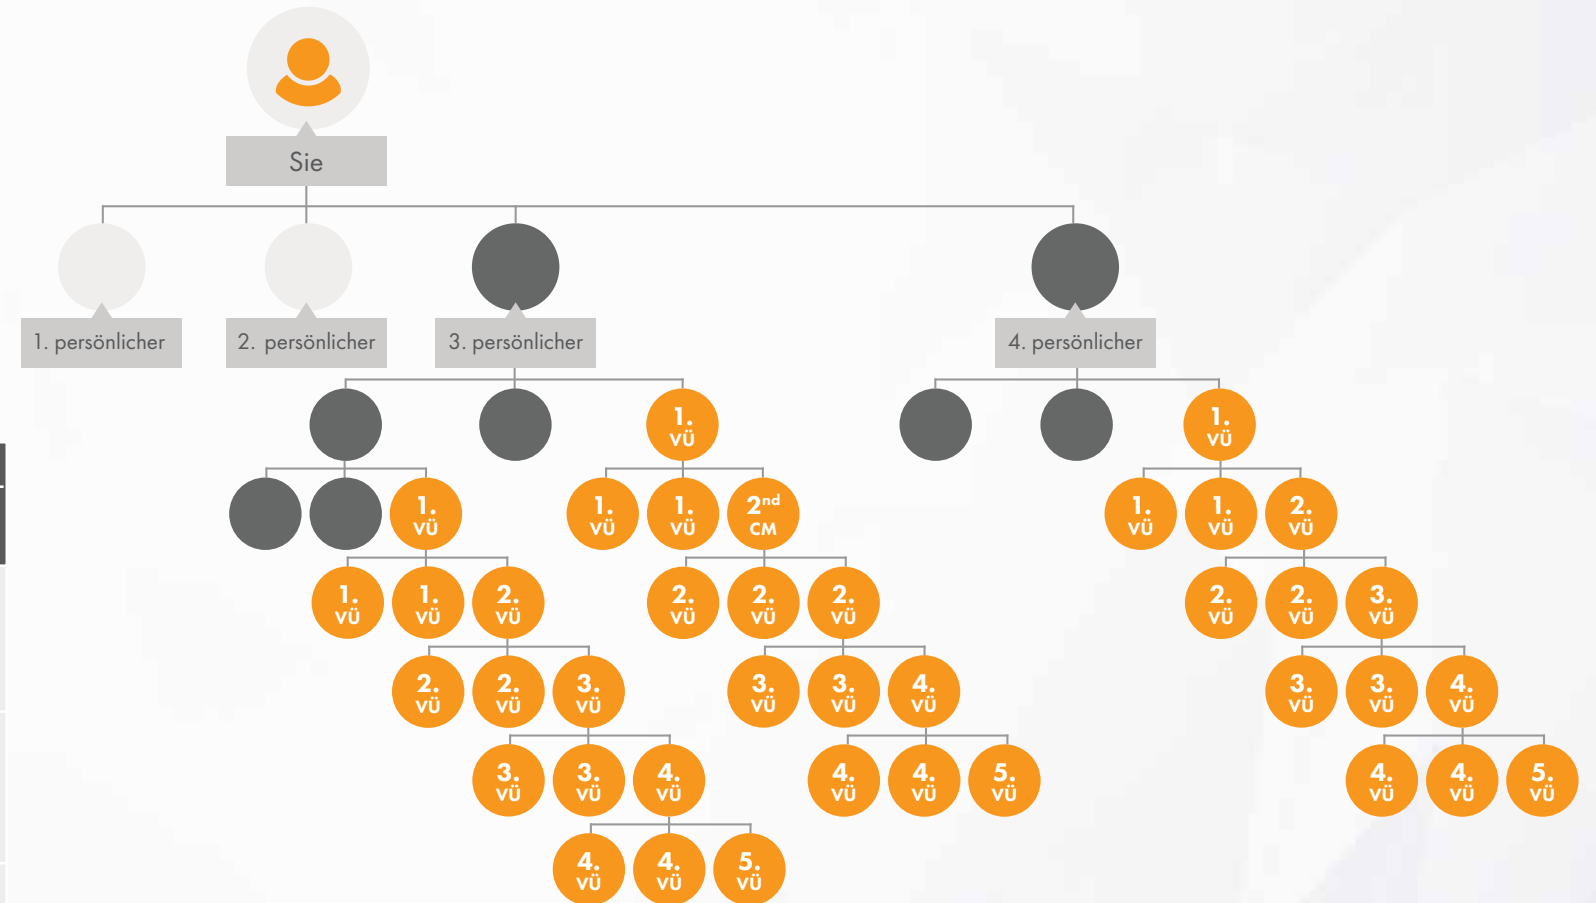 Sie
1. persönlicher
2. persönlicher
3. persönlicher
4. persönlicher
1.
VÜ
1.
VÜ
1.
VÜ
1.
VÜ
1.
VÜ
2nd
CM
1.
VÜ
1.
VÜ
2.
VÜ
1.
VÜ
1.
VÜ
2.
VÜ
2.
VÜ
2.
VÜ
2.
VÜ
2.
VÜ
2.
VÜ
3.
VÜ
2.
VÜ
2.
VÜ
3.
VÜ
3.
VÜ
3.
VÜ
4.
VÜ
3.
VÜ
3.
VÜ
4.
VÜ
3.
VÜ
3.
VÜ
4.
VÜ
4.
VÜ
4.
VÜ
5.
VÜ
4.
VÜ
4.
VÜ
5.
VÜ
4.
VÜ
4.
VÜ
5.
VÜ